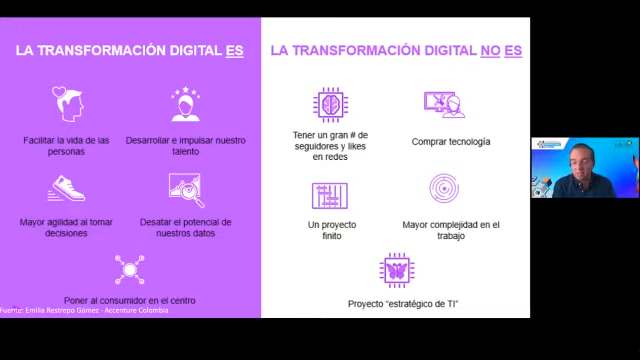 LA TRANSFORMACIÓN DIGITAL ES
Facilitar la vida de las
personas
Desarrollar e impulsar nuestro
talento
Mayor agilidad al tomar
decisiones
Desatar el potencial de
nuestros datos
Poner al consumidor en el centro
Fuente: Emilia Restrepo Gómez - Accenture Colombia
LA TRANSFORMACIÓN DIGITAL NO ES
Tener un gran # de
seguidores y likes
en redes
Comprar tecnología
Un proyecto
finito
Mayor complejidad en el
trabajo
Proyecto “estratégico de TI”